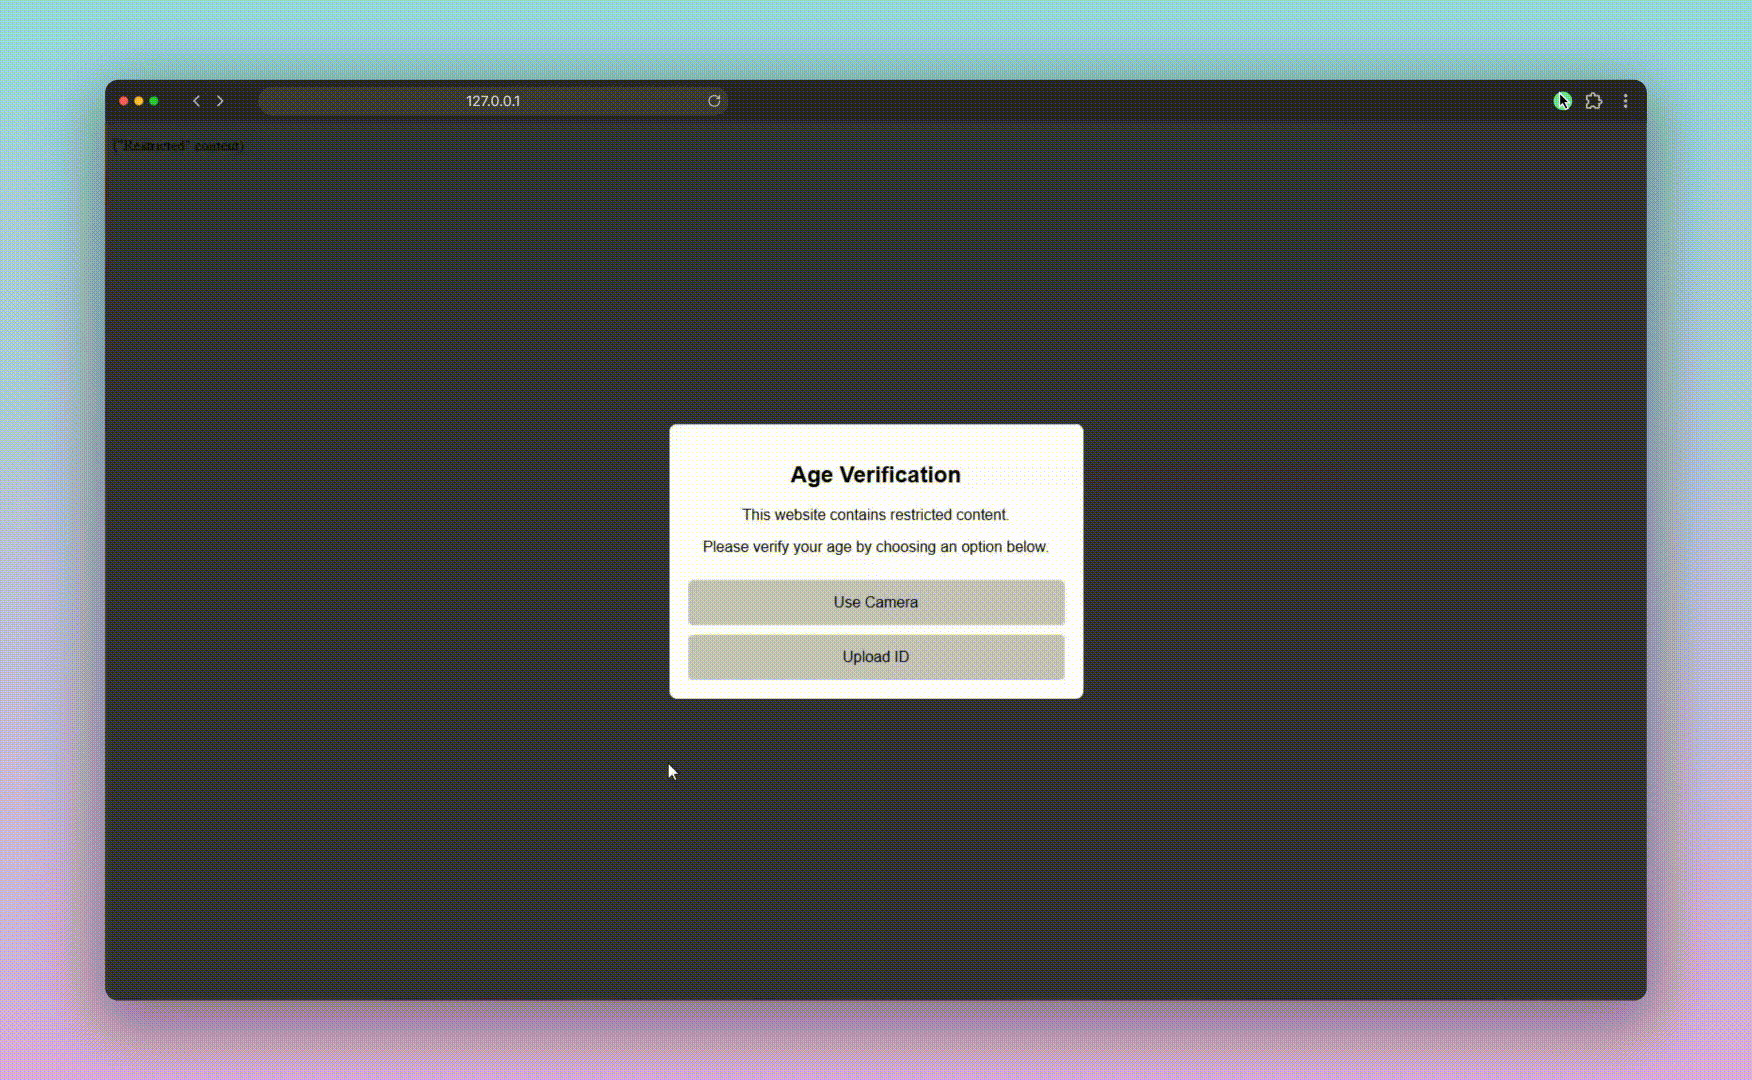 127.0.0.1
("Restricted" content)
Age Verification
This website contains restricted content.
Please verify your age by choosing an option below.
Use Camera
Upload ID